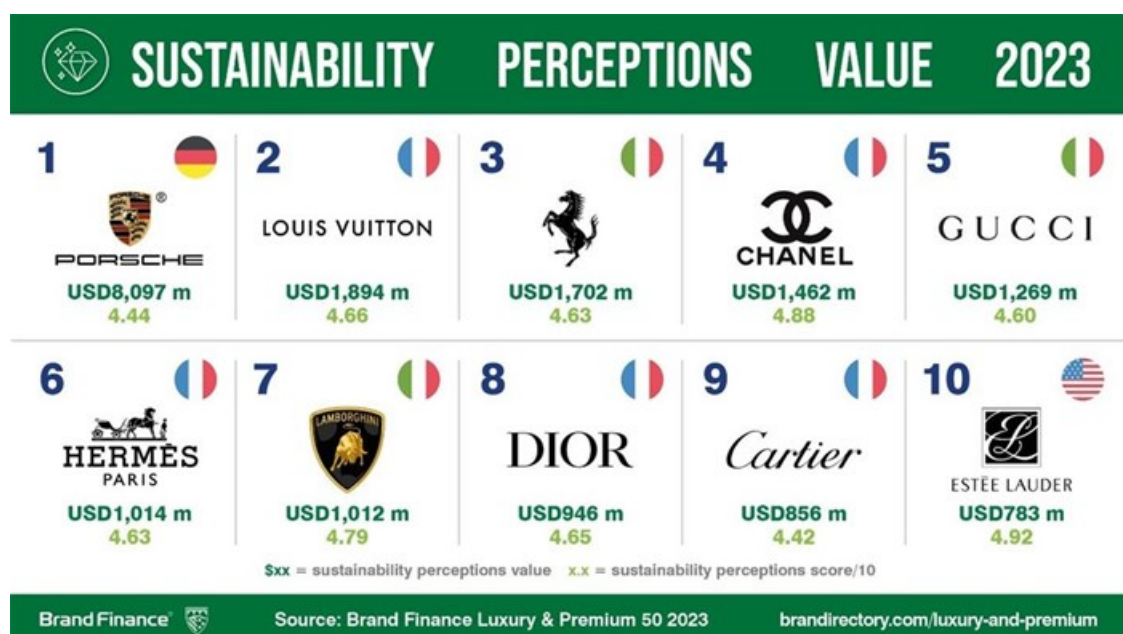 SUSTAINABILITY PERCEPTIONS VALUE 2023
1
PORSCHE
®
PORSCHE
USD8,097 m
4.44
2
LOUIS VUITTON
USD1,894 m
4.66
3
USD1,702 m
4.63
4
CHANEL
USD1,462 m
4.88
5
GUCCI
USD1,269 m
4.60
6
HERMÈS
PARIS
USD1,014 m
4.63
7
LAMBORGHINI
USD1,012 m
4.79
8
DIOR
USD946 m
4.65
9
Cartier
USD856 m
4.42
10
ESTĒE LAUDER
USD783 m
4.92
$xx = sustainability perceptions value x.x = sustainability perceptions score/10
Brand Finance® Source: Brand Finance Luxury & Premium 50 2023 brandirectory.com/luxury-and-premium